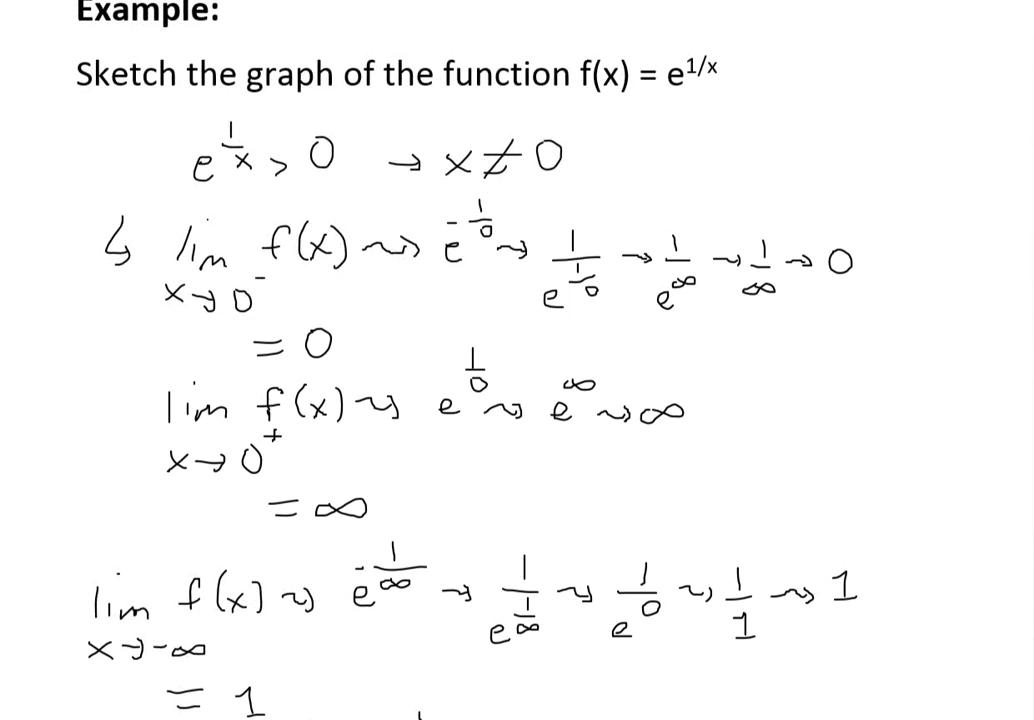 Example:
Sketch the graph of the function f(x) = e^{1/x}
e^{1/x} > 0 → x ≠ 0
↳ lim_{x→0⁻} f(x) ⇝ e^{-1/0} ⇝ 1/e^{1/0} → 1/e^∞ ⇝ 1/∞ → 0
= 0
lim_{x→0⁺} f(x) ⇝ e^{1/0} ⇝ e^∞ ⇝ ∞
= ∞
lim_{x→-∞} f(x) ⇝ e^{-1/∞} → 1/e^{1/∞} ⇝ 1/e^0 ⇝ 1/1 ⇝ 1
= 1